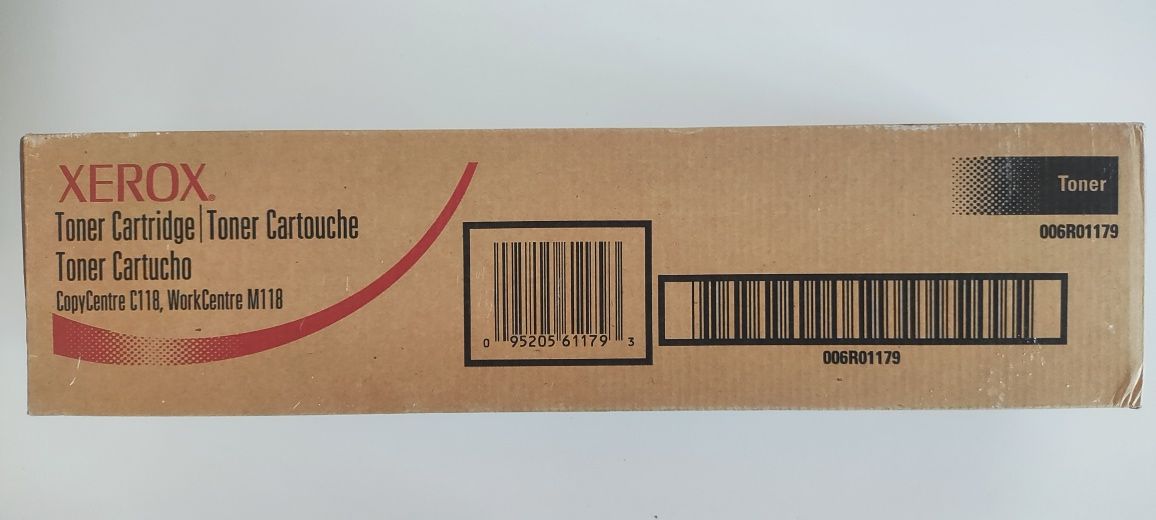 XEROX®
Toner Cartridge | Toner Cartouche
Toner Cartucho
CopyCentre C118, WorkCentre M118
0 95205 61179 3
Toner
006R01179
006R01179